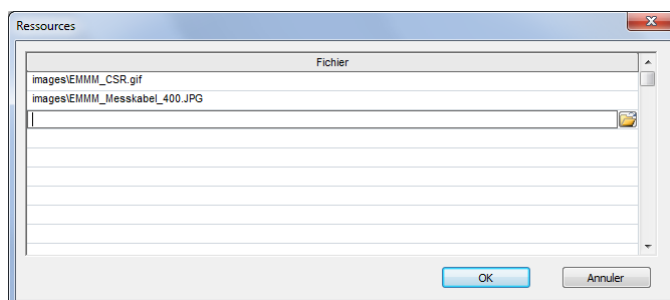 Ressources
Fichier
images\EMMM_CSR.gif
images\EMMM_Messkabel_400.JPG
OK
Annuler